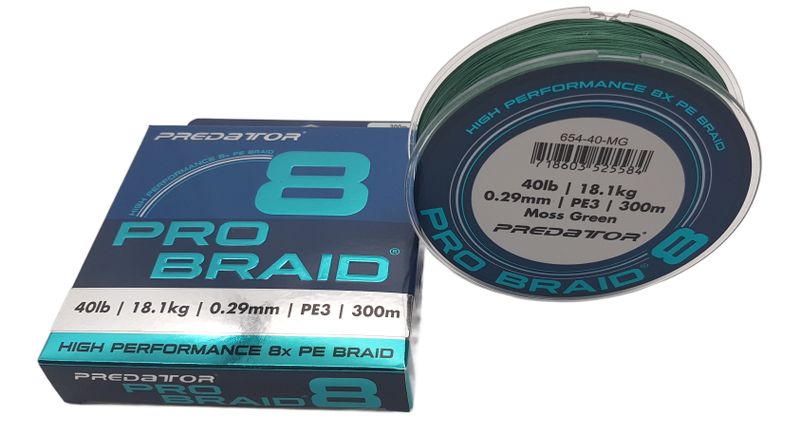 PREDATOR
HIGH PERFORMANCE 8X PE BRAID
8
PRO
BRAID®
40lb | 18.1kg | 0.29mm | PE3 | 300m
HIGH PERFORMANCE 8x PE BRAID
PREDATOR
PRO
BRAID
8
HIGH PERFORMANCE 8X PE BRAID
654-40-MG
718603 525584
40lb | 18.1kg
0.29mm | PE3 | 300m
Moss Green
PREDATOR
PRO BRAID® 8